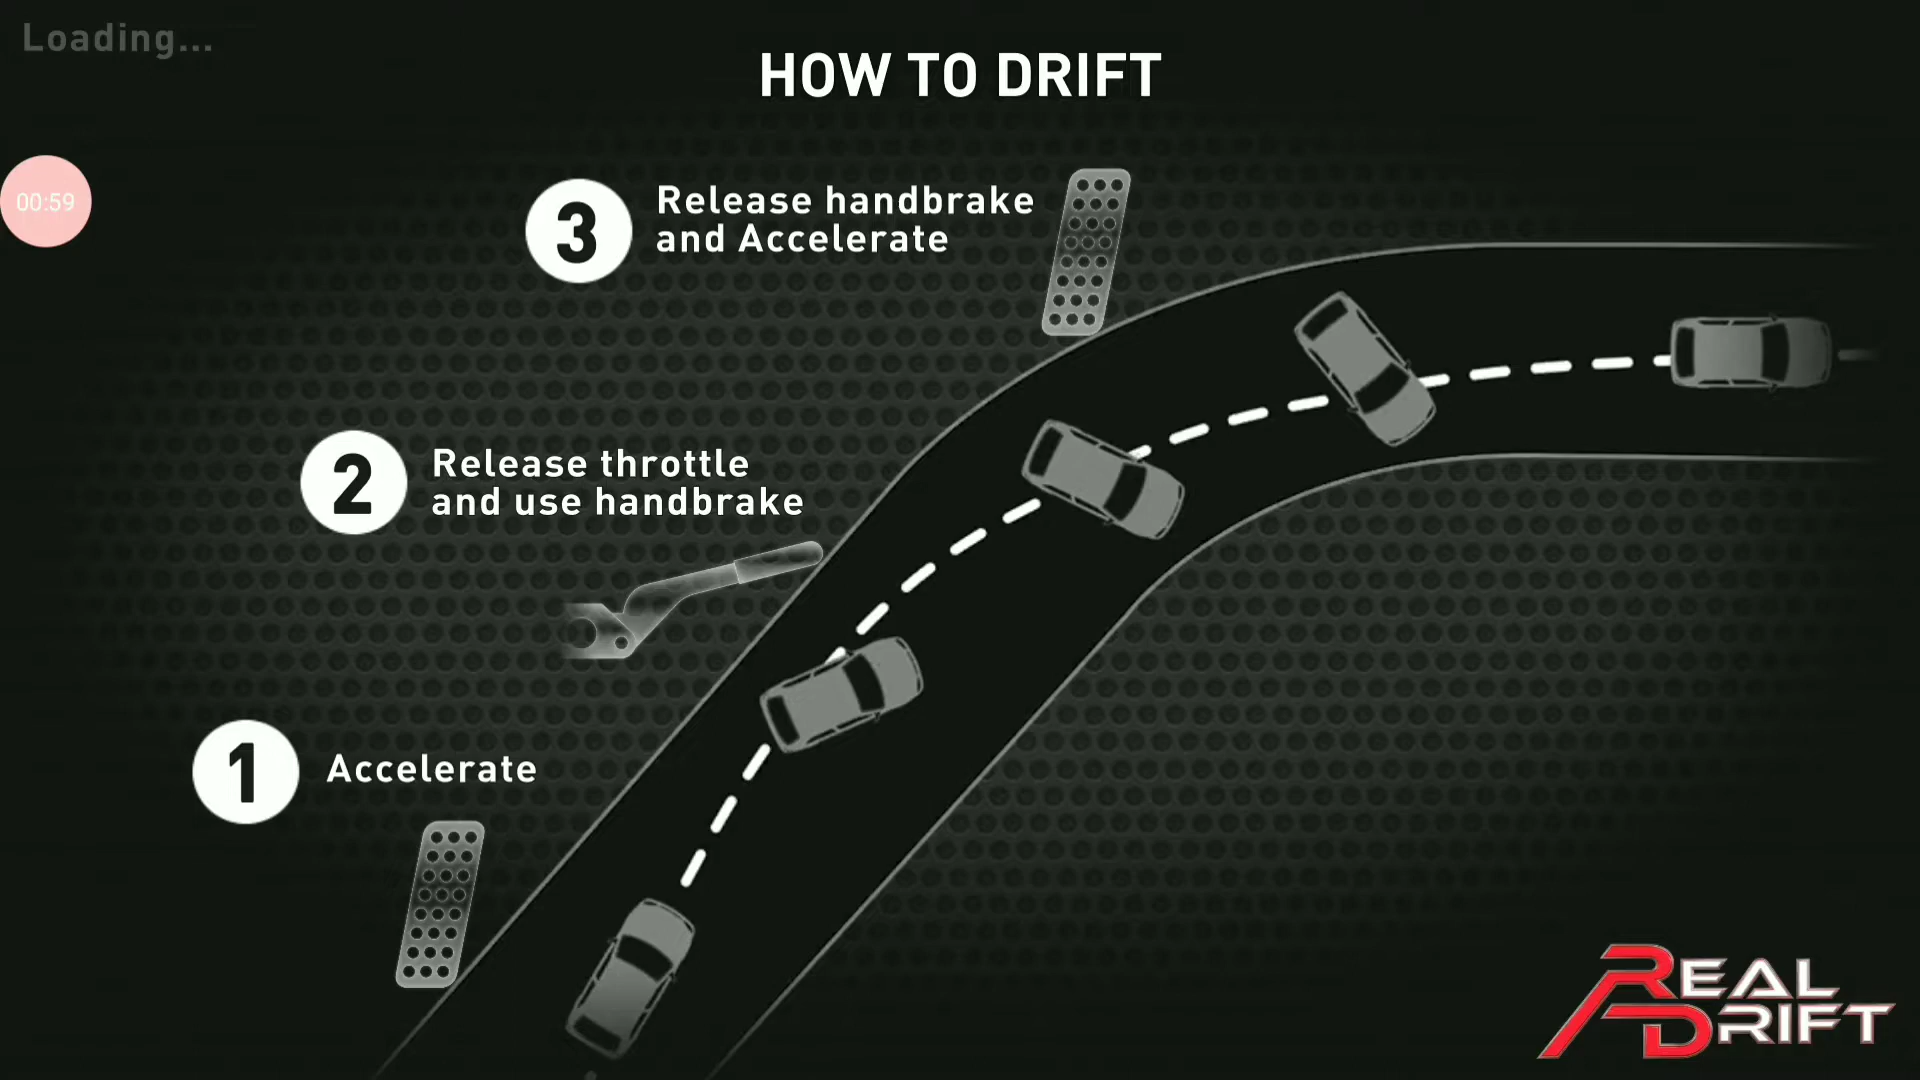 Loading...
HOW TO DRIFT
00:59
3
Release handbrake
and Accelerate
2
Release throttle
and use handbrake
1
Accelerate
REAL
DRIFT